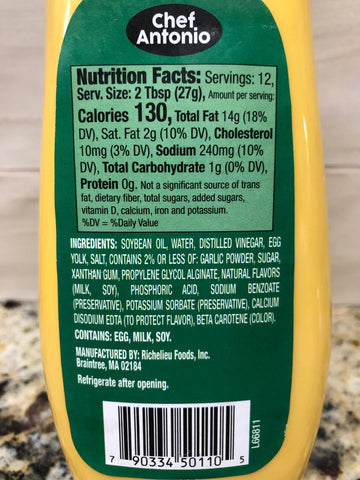 Chef
Antonio
Nutrition Facts: Servings: 12,
Serv. Size: 2 Tbsp (27g), Amount per serving:
Calories 130, Total Fat 14g (18%
DV), Sat. Fat 2g (10% DV), Cholesterol
10mg (3% DV), Sodium 240mg (10%
DV), Total Carbohydrate 1g (0% DV),
Protein 0g. Not a significant source of trans
fat, dietary fiber, total sugars, added sugars,
vitamin D, calcium, iron and potassium.
%DV = %Daily Value
INGREDIENTS: SOYBEAN OIL, WATER, DISTILLED VINEGAR, EGG
YOLK, SALT, CONTAINS 2% OR LESS OF: GARLIC POWDER, SUGAR,
XANTHAN GUM, PROPYLENE GLYCOL ALGINATE, NATURAL FLAVORS
(MILK, SOY), PHOSPHORIC ACID, SODIUM BENZOATE
(PRESERVATIVE), POTASSIUM SORBATE (PRESERVATIVE), CALCIUM
DISODIUM EDTA (TO PROTECT FLAVOR), BETA CAROTENE (COLOR).
CONTAINS: EGG, MILK, SOY.
MANUFACTURED BY: Richelieu Foods, Inc.
Braintree, MA 02184
Refrigerate after opening.
7 90334 50110 5
L66811